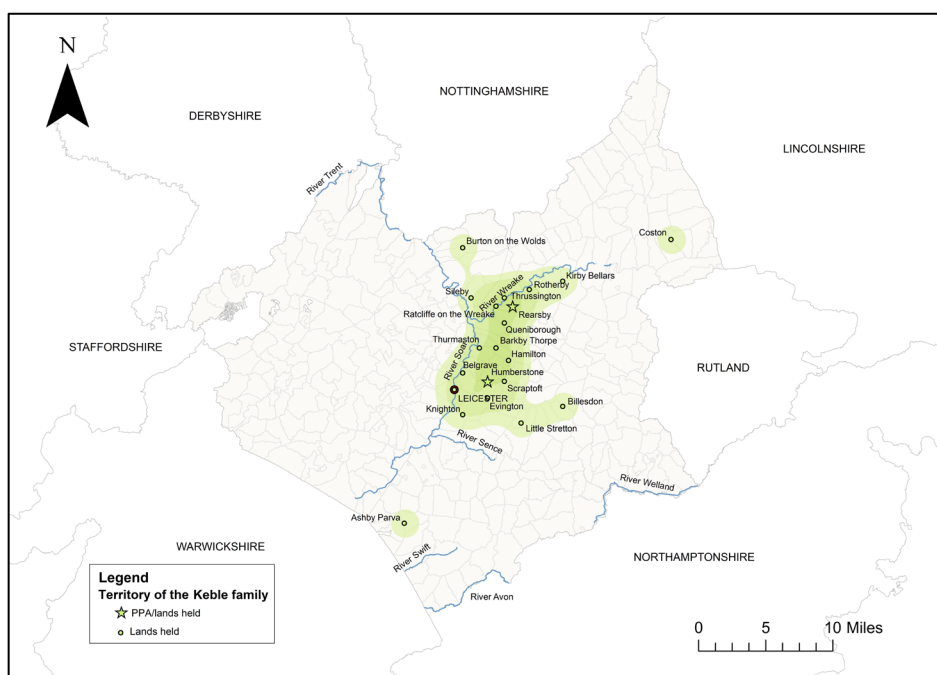 N
NOTTINGHAMSHIRE
DERBYSHIRE
LINCOLNSHIRE
River Trent
Coston
Burton on the Wolds
Kirby Bellars
Rotherby
Sileby
River Wreake
Thrussington
Ratcliffe on the Wreake
Rearsby
Queniborough
STAFFORDSHIRE
Thurmaston
Barkby Thorpe
River Soar
Hamilton
RUTLAND
Belgrave
Humberstone
Scraptoft
LEICESTER
Evington
Billesdon
Knighton
Little Stretton
River Sence
River Welland
Ashby Parva
WARWICKSHIRE
River Swift
NORTHAMPTONSHIRE
River Avon
Legend
Territory of the Keble family
PPA/lands held
Lands held
0 5 10 Miles